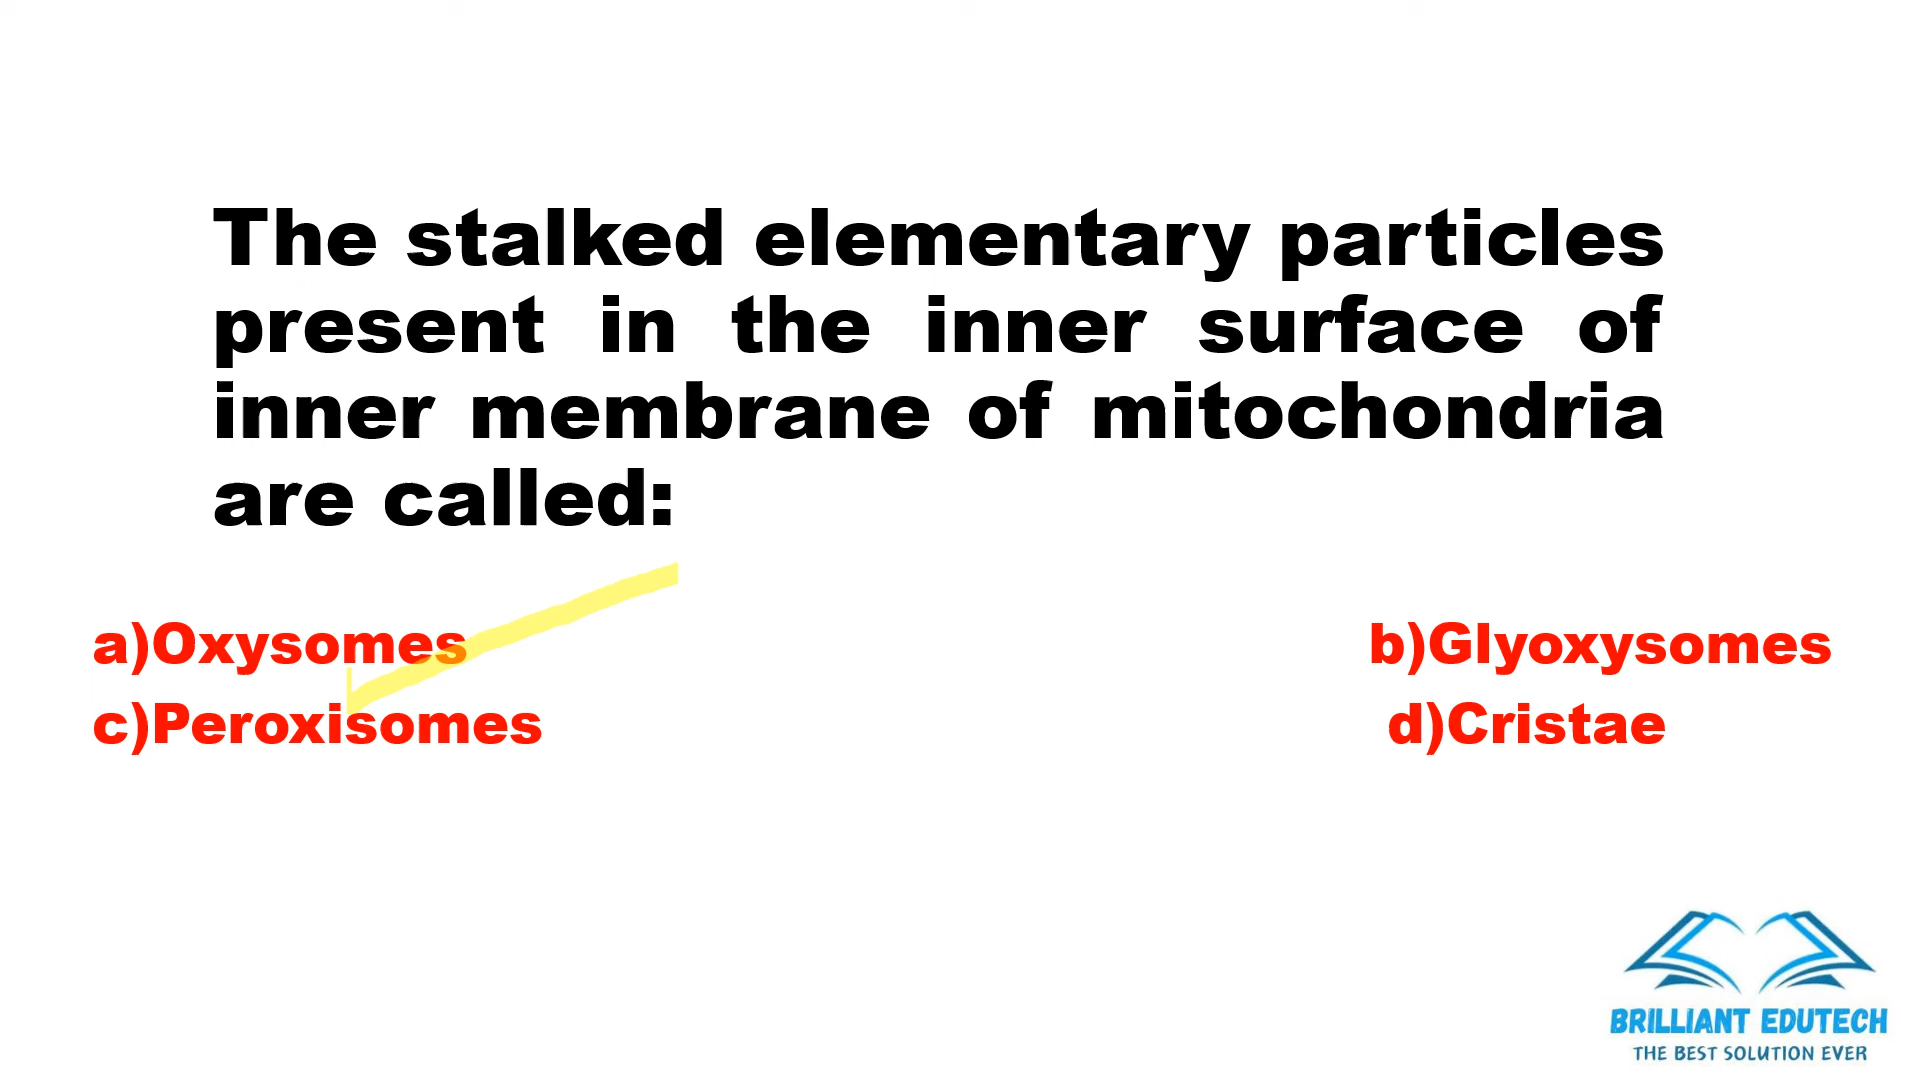 The stalked elementary particles
present in the inner surface of
inner membrane of mitochondria
are called:
a)Oxysomes b)Glyoxysomes
c)Peroxisomes d)Cristae
BRILLIANT EDUTECH
THE BEST SOLUTION EVER